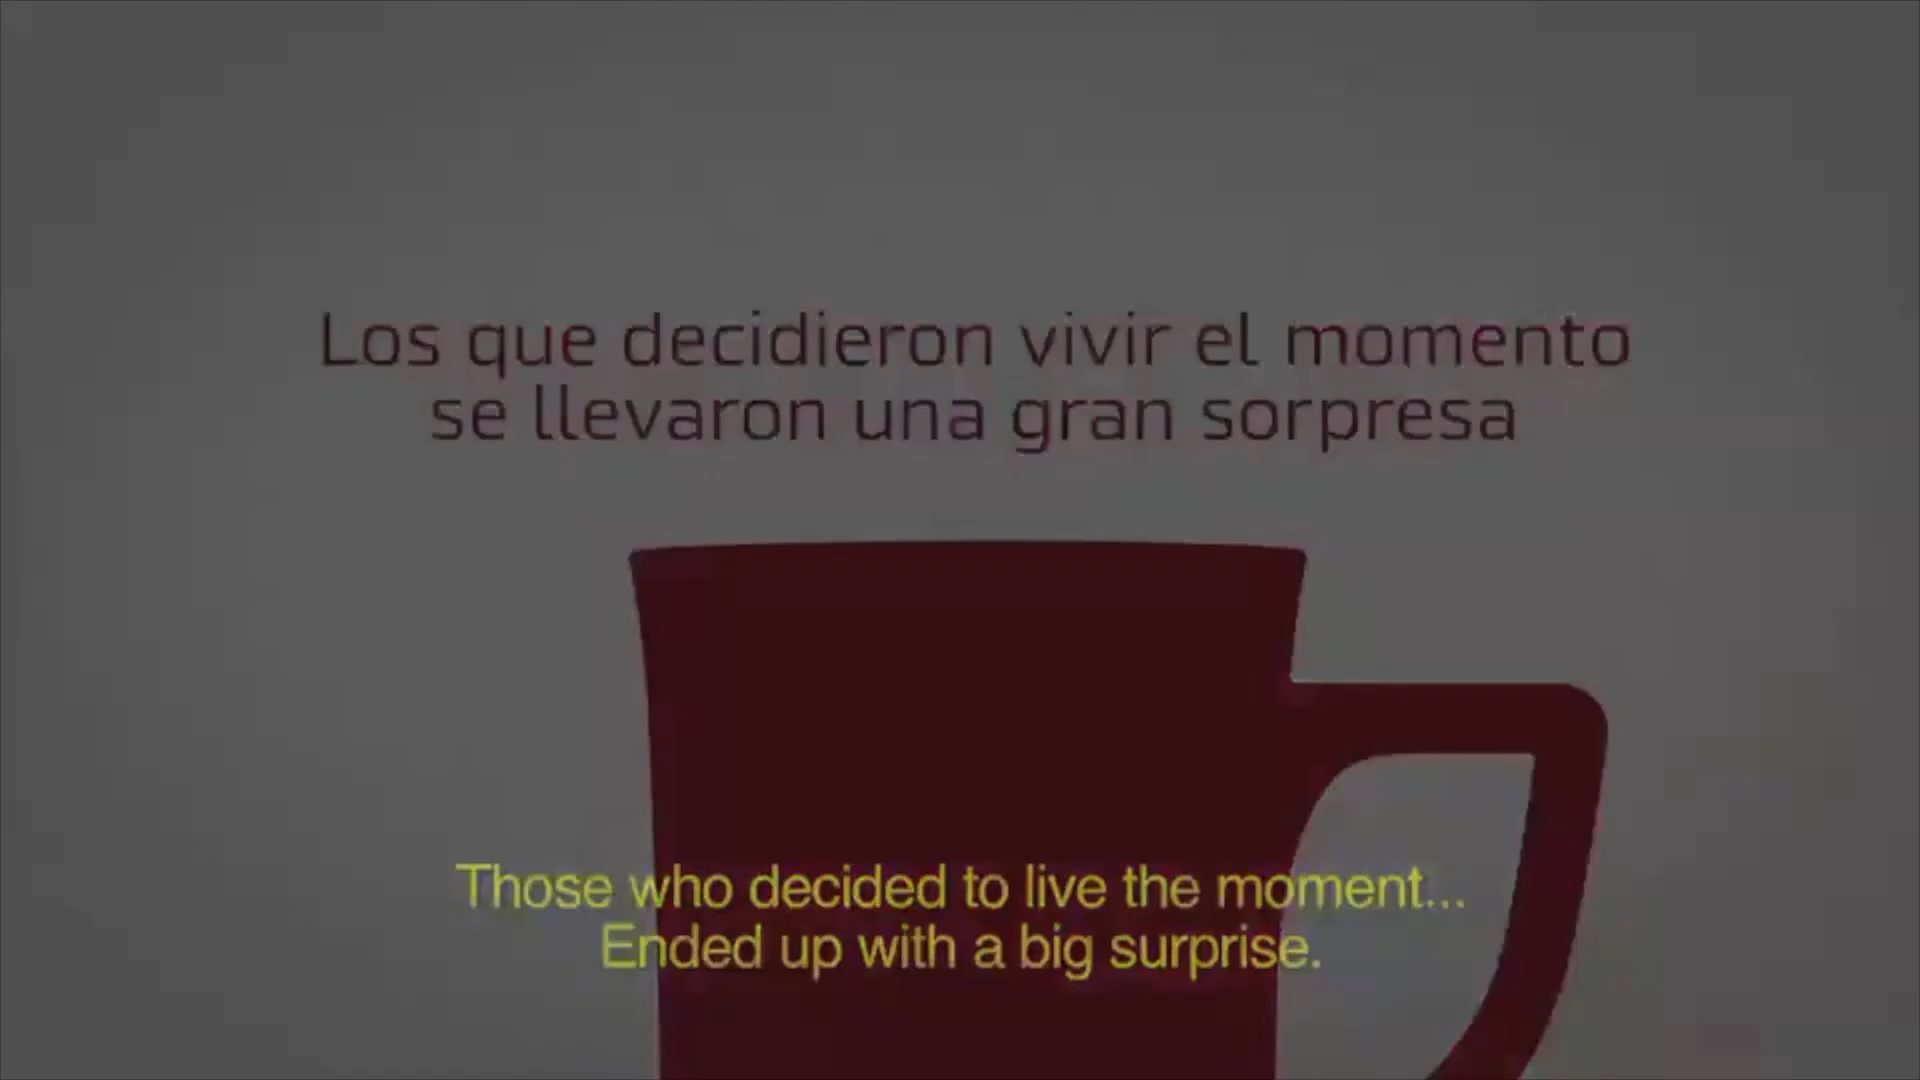 Los que decidieron vivir el momento
se llevaron una gran sorpresa
Those who decided to live the moment...
Ended up with a big surprise.